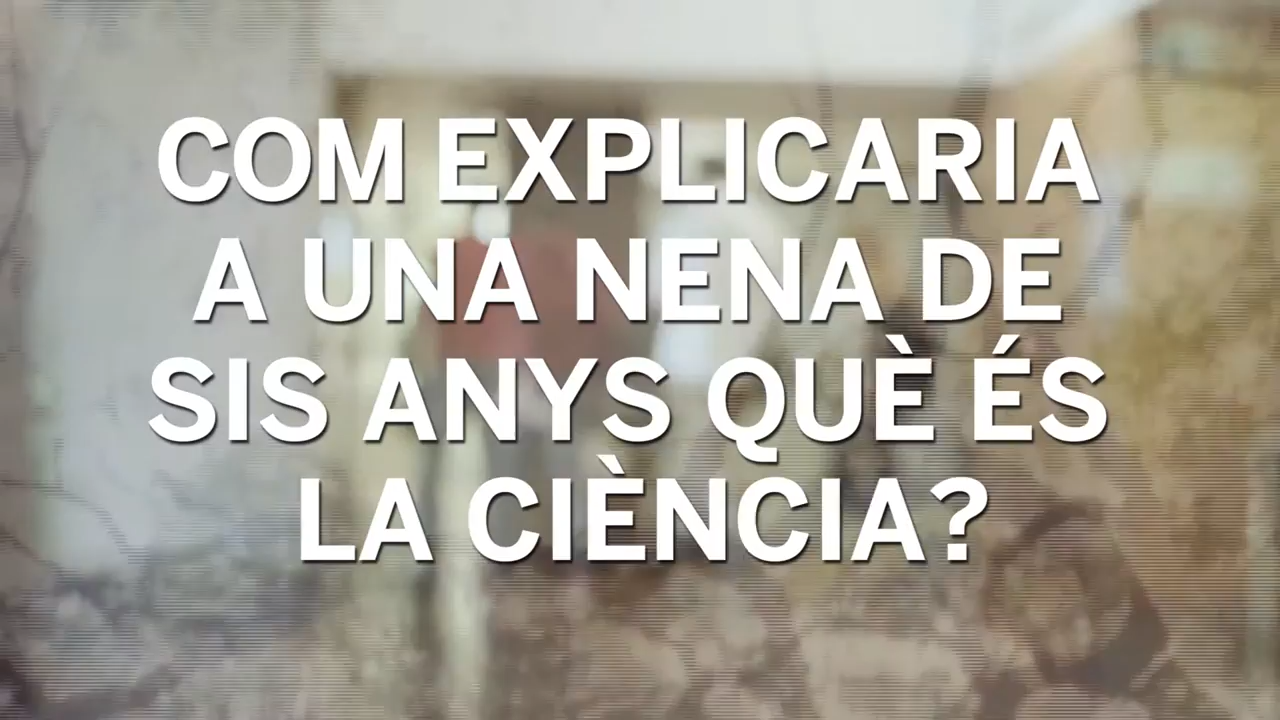 COM EXPLICARIA
A UNA NENA DE
SIS ANYS QUÈ ÉS
LA CIÈNCIA?